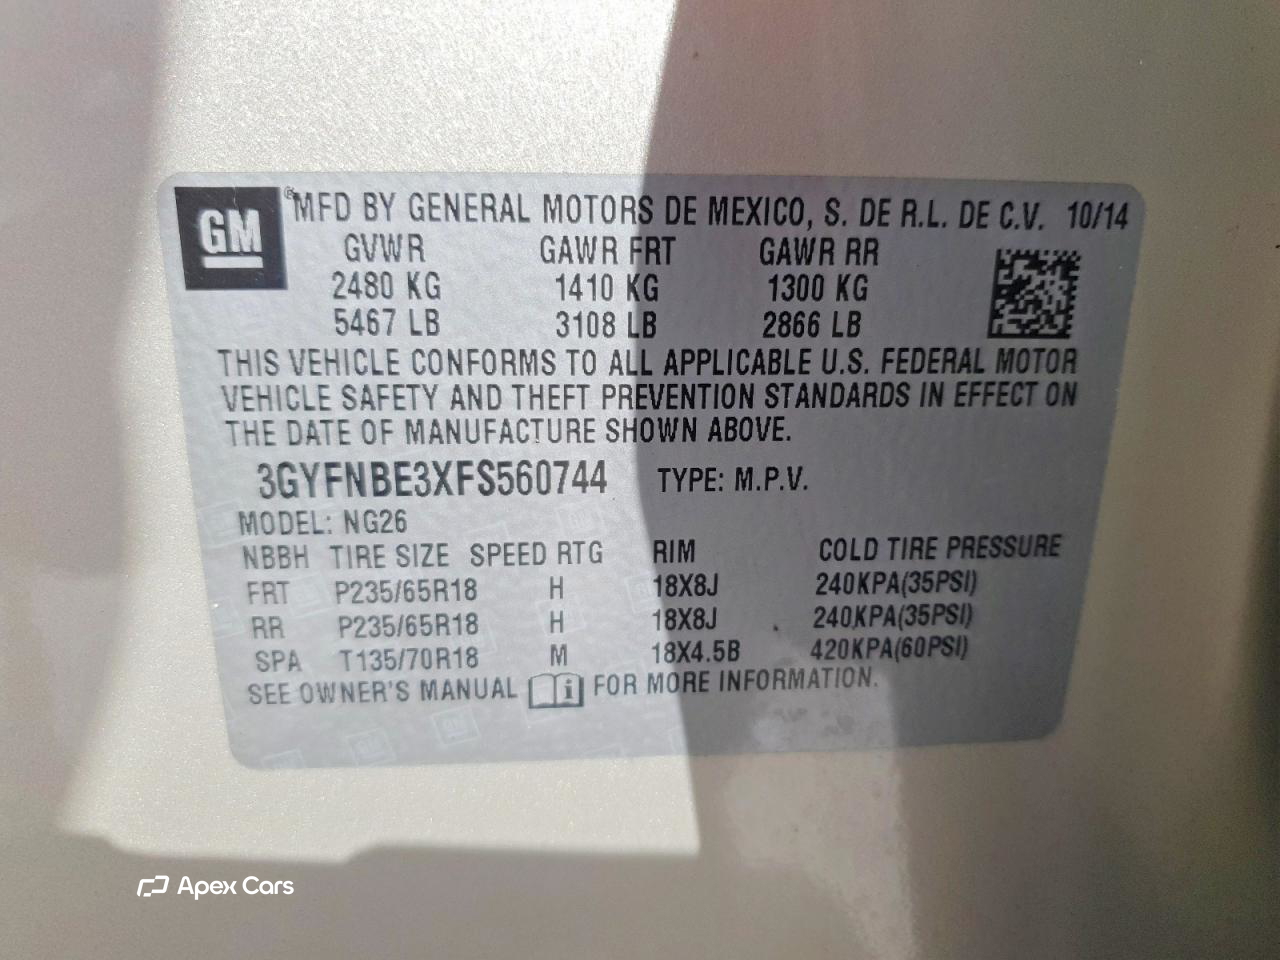 GM ® MFD BY GENERAL MOTORS DE MEXICO, S. DE R.L. DE C.V. 10/14
GVWR GAWR FRT GAWR RR
2480 KG 1410 KG 1300 KG
5467 LB 3108 LB 2866 LB
THIS VEHICLE CONFORMS TO ALL APPLICABLE U.S. FEDERAL MOTOR
VEHICLE SAFETY AND THEFT PREVENTION STANDARDS IN EFFECT ON
THE DATE OF MANUFACTURE SHOWN ABOVE.
3GYFNBE3XFS560744 TYPE: M.P.V.
MODEL: NG26
NBBH TIRE SIZE SPEED RTG RIM COLD TIRE PRESSURE
FRT P235/65R18 H 18X8J 240KPA(35PSI)
RR P235/65R18 H 18X8J 240KPA(35PSI)
SPA T135/70R18 M 18X4.5B 420KPA(60PSI)
SEE OWNER'S MANUAL i FOR MORE INFORMATION.
Apex Cars